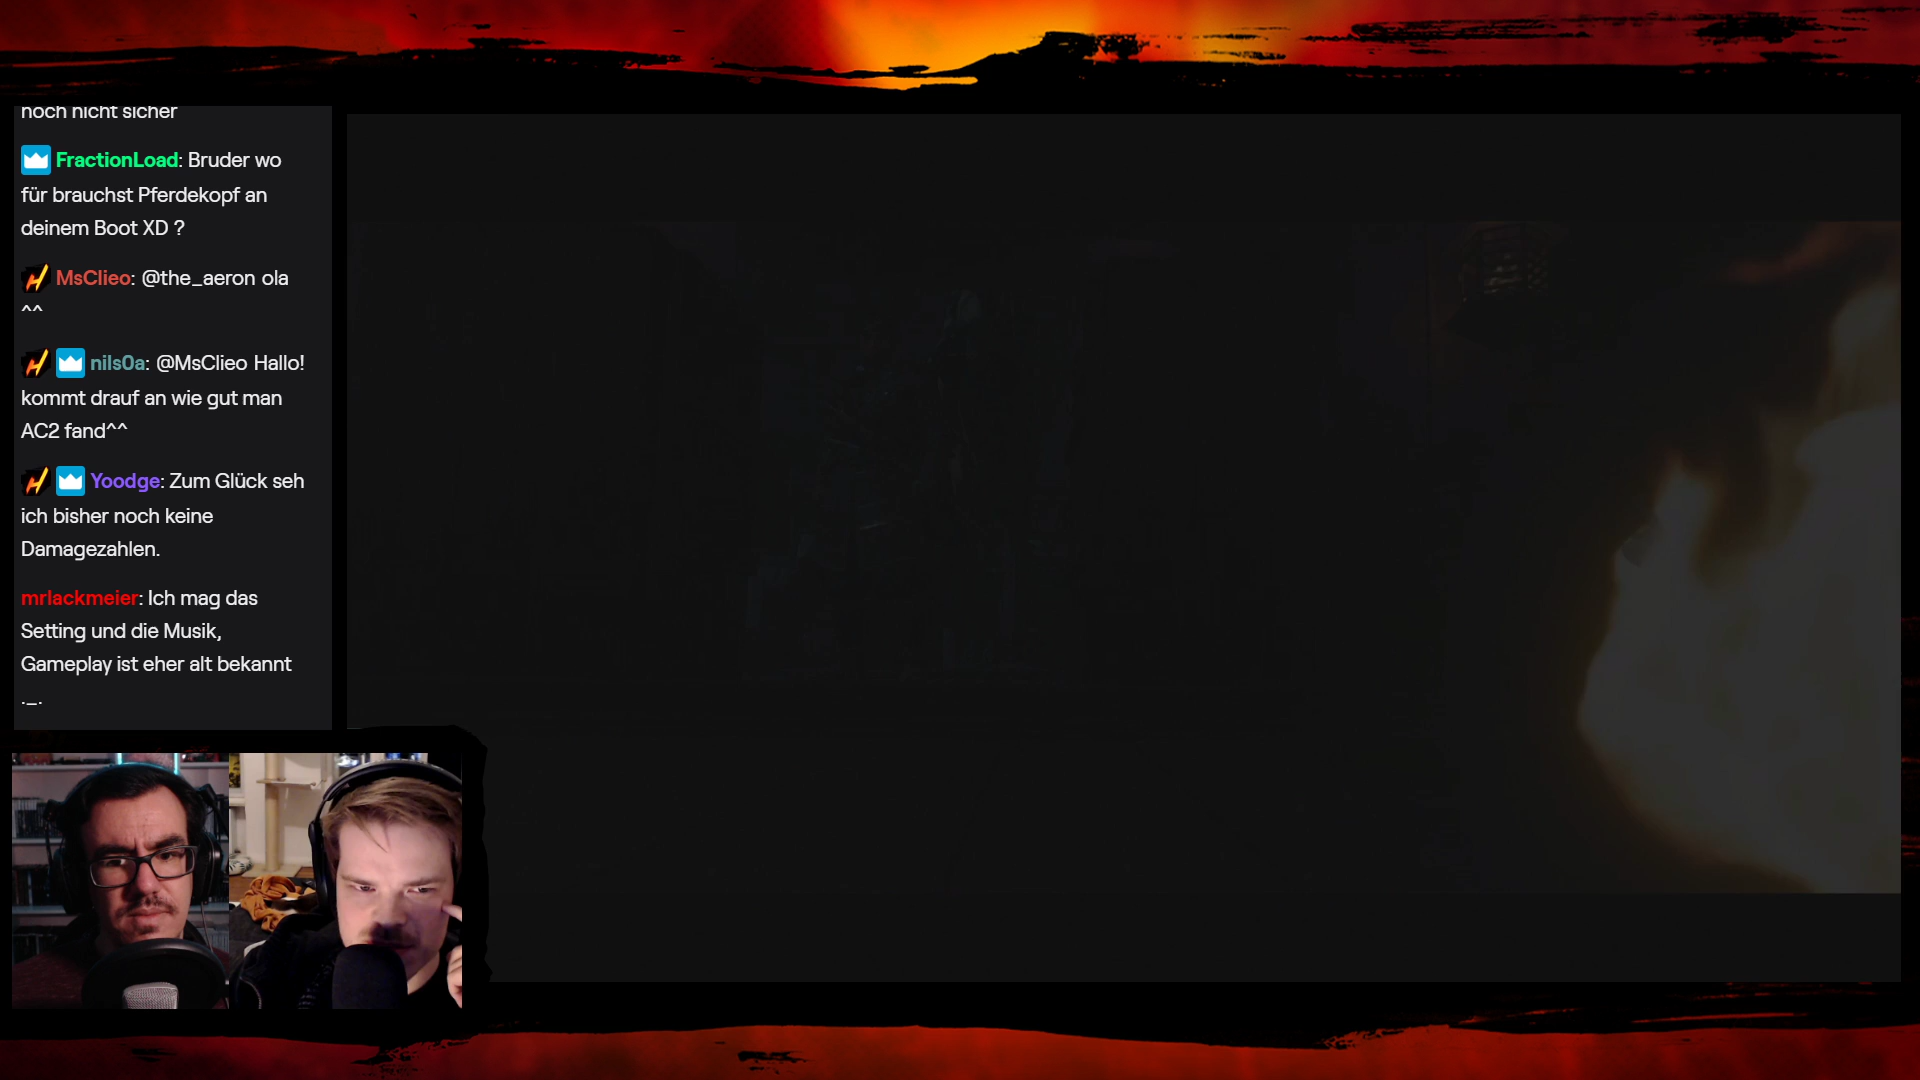 noch nicht sicher
FractionLoad: Bruder wo
für brauchst Pferdekopf an
deinem Boot XD ?
MsClieo: @the_aeron ola
^^
nils0a: @MsClieo Hallo!
kommt drauf an wie gut man
AC2 fand^^
Yoodge: Zum Glück seh
ich bisher noch keine
Damagezahlen.
mrlackmeier: Ich mag das
Setting und die Musik,
Gameplay ist eher alt bekannt
._.